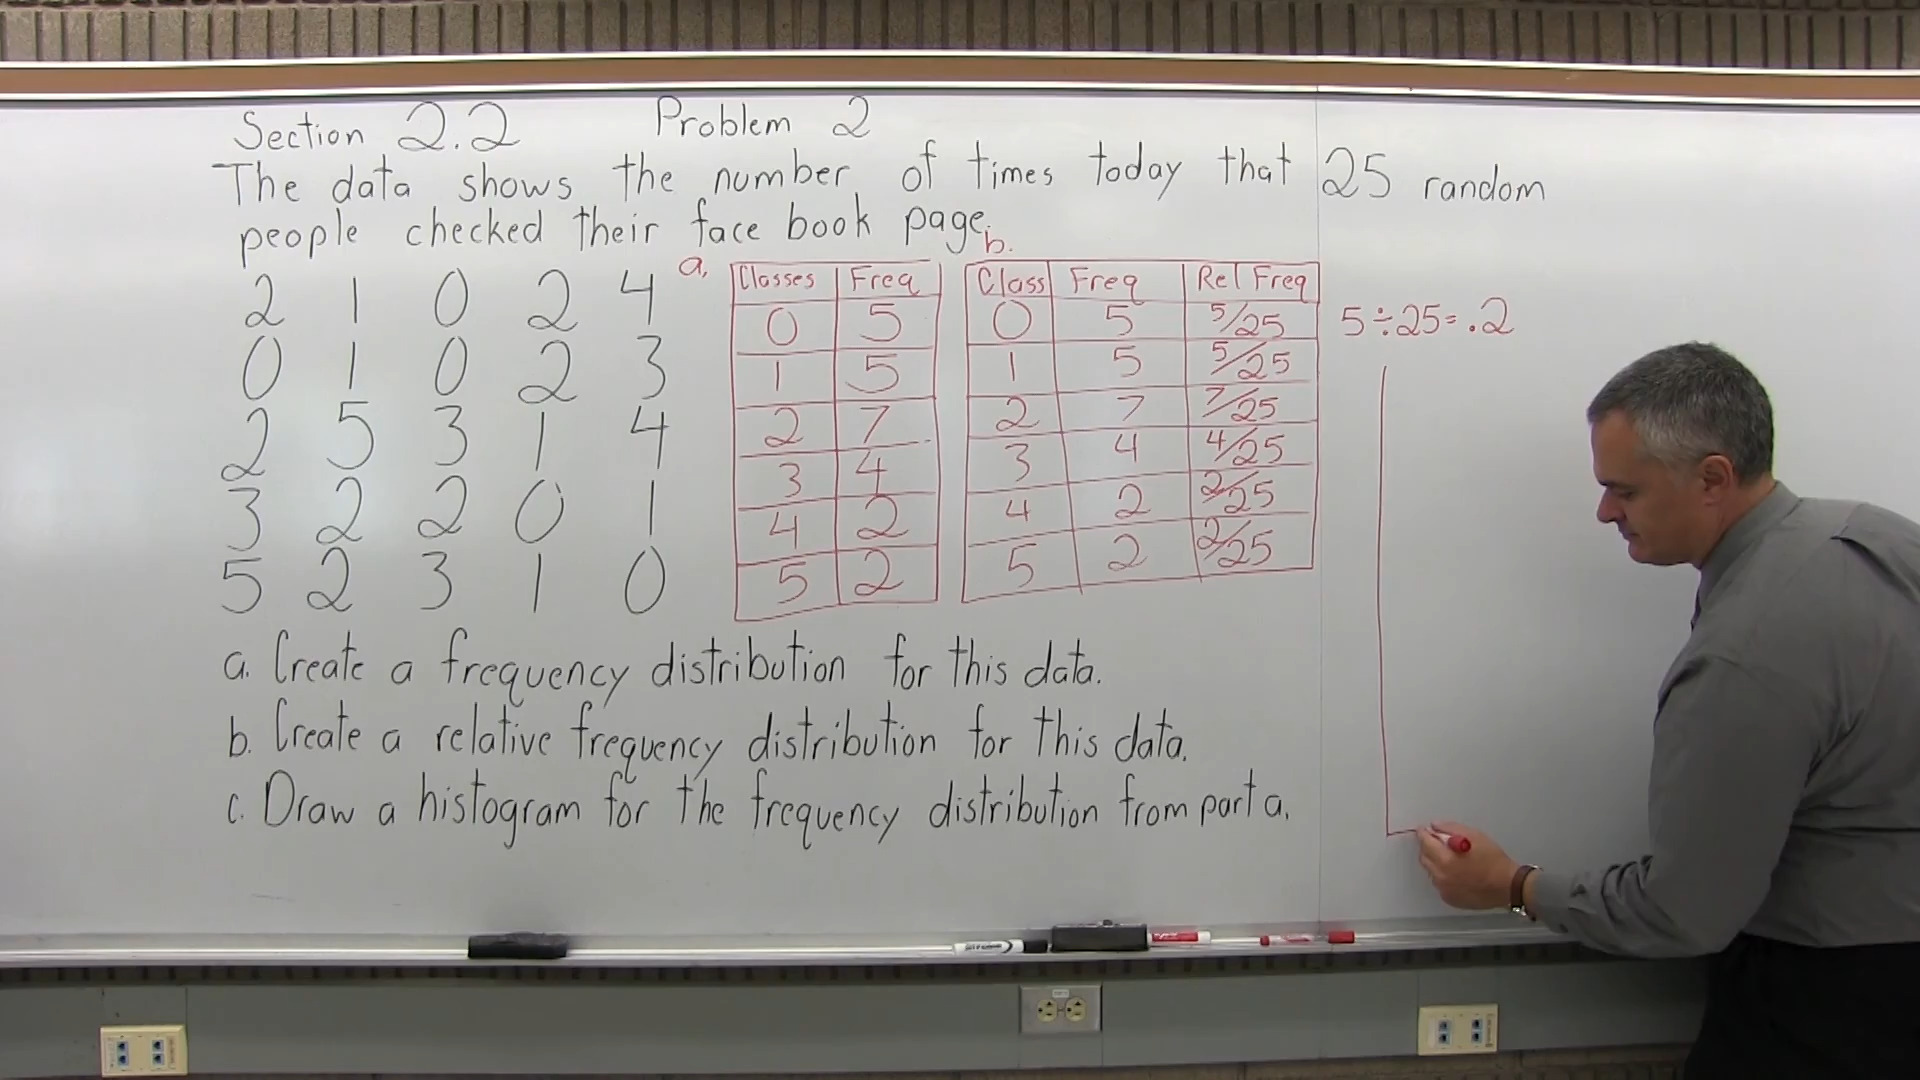 Section 2.2 Problem 2
The data shows the number of times today that 25 random
people checked their face book page.
2 1 0 2 4
0 1 0 2 3
2 5 3 1 4
3 2 2 0 1
5 2 3 1 0
a.
Classes Freq
0 5
1 5
2 7
3 4
4 2
5 2
b.
Class Freq Rel Freq
0 5 5/25
1 5 5/25
2 7 7/25
3 4 4/25
4 2 2/25
5 2 2/25
5÷25=.2
a. Create a frequency distribution for this data.
b. Create a relative frequency distribution for this data.
c. Draw a histogram for the frequency distribution from part a.